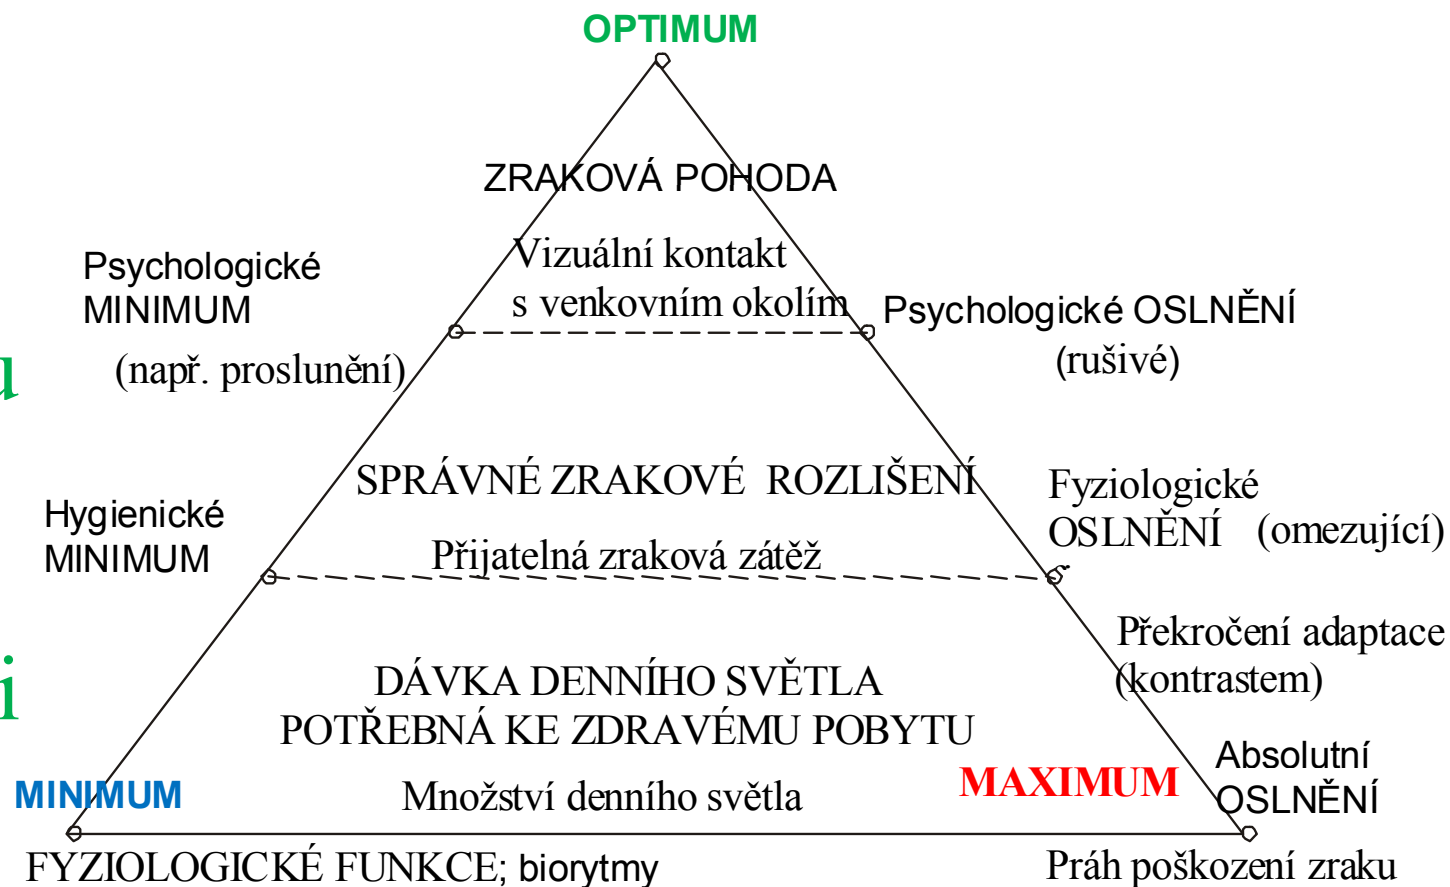 OPTIMUM
ZRAKOVÁ POHODA
Vizuální kontakt
s venkovním okolím
Psychologické
MINIMUM
(např. proslunění)
Psychologické OSLNĚNÍ
(rušivé)
u
SPRÁVNÉ ZRAKOVÉ ROZLIŠENÍ
Přijatelná zraková zátěž
Hygienické
MINIMUM
Fyziologické
OSLNĚNÍ (omezující)
Překročení adaptace
(kontrastem)
i
DÁVKA DENNÍHO SVĚTLA
POTŘEBNÁ KE ZDRAVÉMU POBYTU
Množství denního světla
MINIMUM
MAXIMUM
Absolutní
OSLNĚNÍ
FYZIOLOGICKÉ FUNKCE; biorytmy
Práh poškození zraku